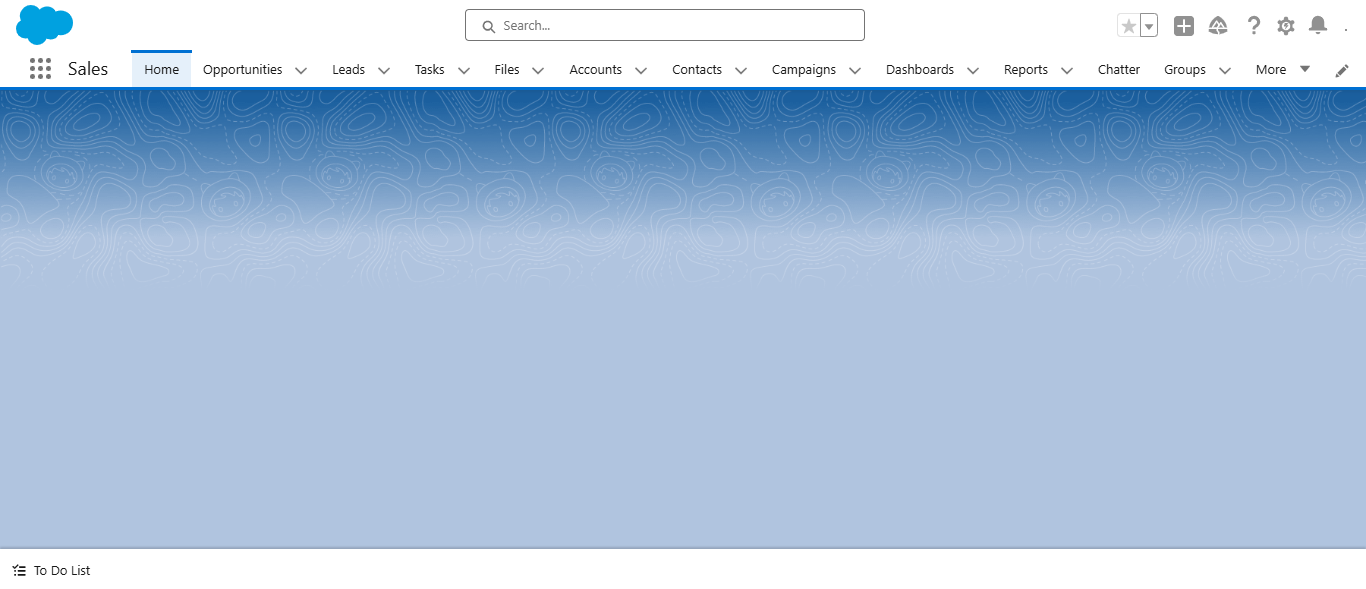 Search...
Sales
Home
Opportunities
Leads
Tasks
Files
Accounts
Contacts
Campaigns
Dashboards
Reports
Chatter
Groups
More
To Do List